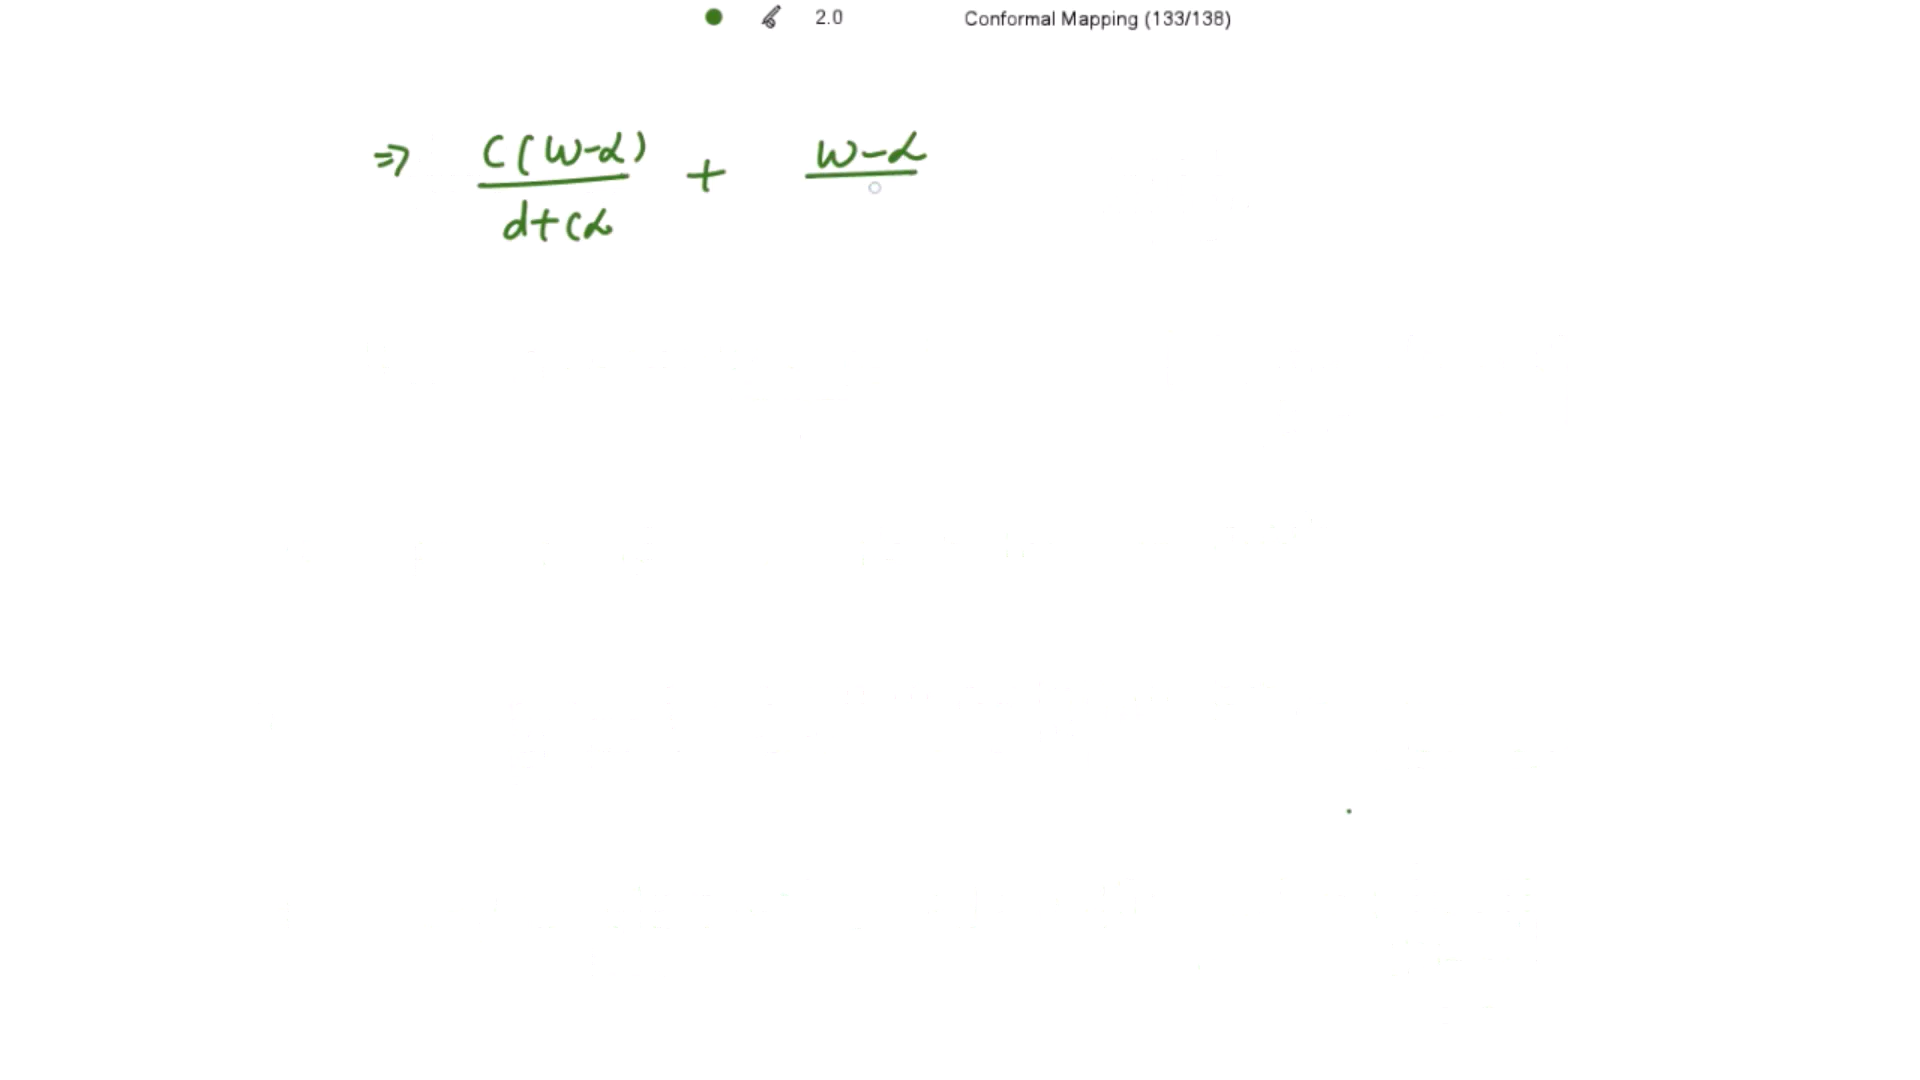 2.0 Conformal Mapping (133/138)
⇒ C(W-α) + W-α
d+cα